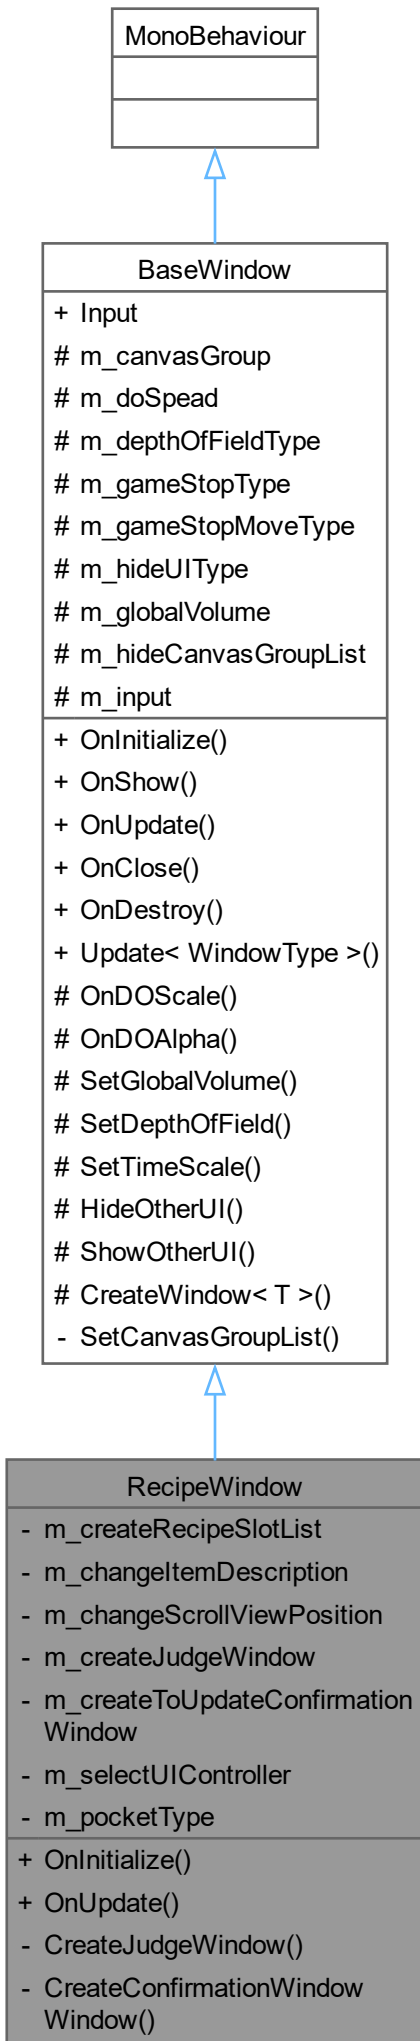 MonoBehaviour
BaseWindow
+ Input
# m_canvasGroup
# m_doSpead
# m_depthOfFieldType
# m_gameStopType
# m_gameStopMoveType
# m_hideUIType
# m_globalVolume
# m_hideCanvasGroupList
# m_input
+ OnInitialize()
+ OnShow()
+ OnUpdate()
+ OnClose()
+ OnDestroy()
+ Update< WindowType >()
# OnDOScale()
# OnDOAlpha()
# SetGlobalVolume()
# SetDepthOfField()
# SetTimeScale()
# HideOtherUI()
# ShowOtherUI()
# CreateWindow< T >()
- SetCanvasGroupList()
RecipeWindow
- m_createRecipeSlotList
- m_changeItemDescription
- m_changeScrollViewPosition
- m_createJudgeWindow
- m_createToUpdateConfirmation
Window
- m_selectUIController
- m_pocketType
+ OnInitialize()
+ OnUpdate()
- CreateJudgeWindow()
- CreateConfirmationWindow
Window()